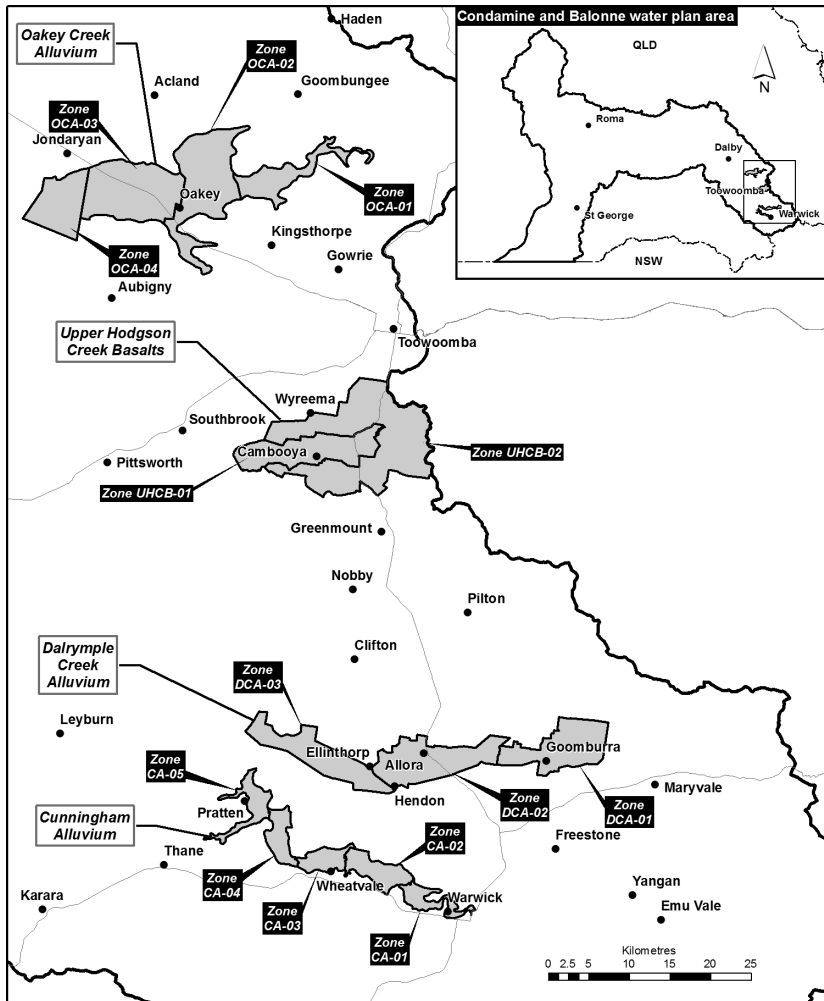 Haden
Condamine and Balonne water plan area
QLD
N
Roma
Dalby
Toowoomba
St George
Warwick
NSW
Oakey Creek
Alluvium
Zone
OCA-02
Acland
Goombungee
Zone
OCA-03
Jondaryan
Oakey
Zone
OCA-01
Kingsthorpe
Zone
OCA-04
Gowrie
Aubigny
Upper Hodgson
Creek Basalts
Toowoomba
Wyreema
Southbrook
Cambooya
Zone UHCB-02
Pittsworth
Zone UHCB-01
Greenmount
Nobby
Pilton
Dalrymple
Creek
Alluvium
Clifton
Zone
DCA-03
Leyburn
Ellinthorp
Allora
Goomburra
Zone
CA-05
Hendon
Zone
DCA-02
Zone
DCA-01
Maryvale
Pratten
Cunningham
Alluvium
Zone
CA-02
Freestone
Thane
Zone
CA-04
Wheatvale
Warwick
Yangan
Karara
Zone
CA-03
Emu Vale
Zone
CA-01
Kilometres
0 2.5 5 10 15 20 25